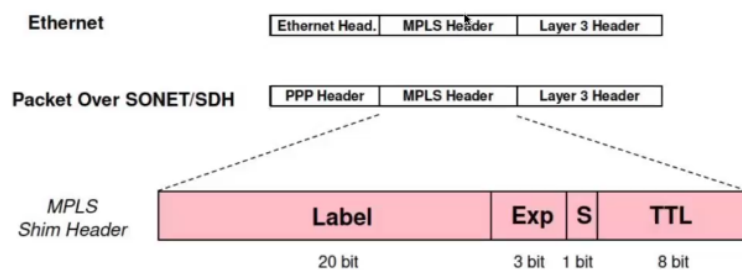 Ethernet
Ethernet Head. MPLS Header Layer 3 Header
Packet Over SONET/SDH
PPP Header MPLS Header Layer 3 Header
MPLS
Shim Header
Label Exp S TTL
20 bit 3 bit 1 bit 8 bit